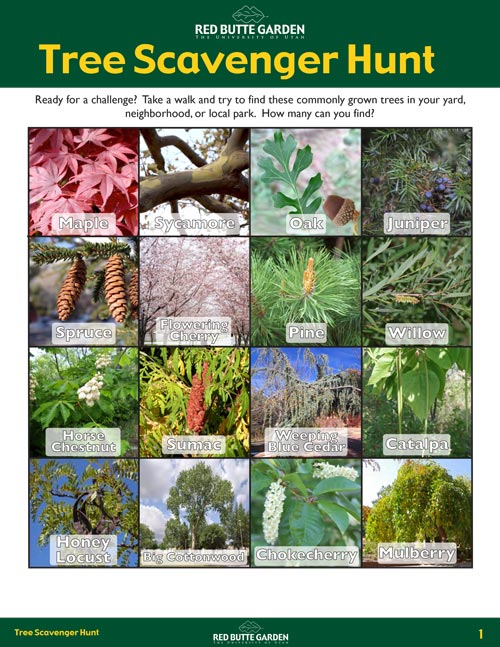 RED BUTTE GARDEN
THE UNIVERSITY OF UTAH
Tree Scavenger Hunt
Ready for a challenge? Take a walk and try to find these commonly grown trees in your yard,
neighborhood, or local park. How many can you find?
Maple
Sycamore
Oak
Juniper
Spruce
Flowering
Cherry
Pine
Willow
Horse
Chestnut
Sumac
Weeping
Blue Cedar
Catalpa
Honey
Locust
Big Cottonwood
Chokecherry
Mulberry
Tree Scavenger Hunt
RED BUTTE GARDEN
THE UNIVERSITY OF UTAH
1